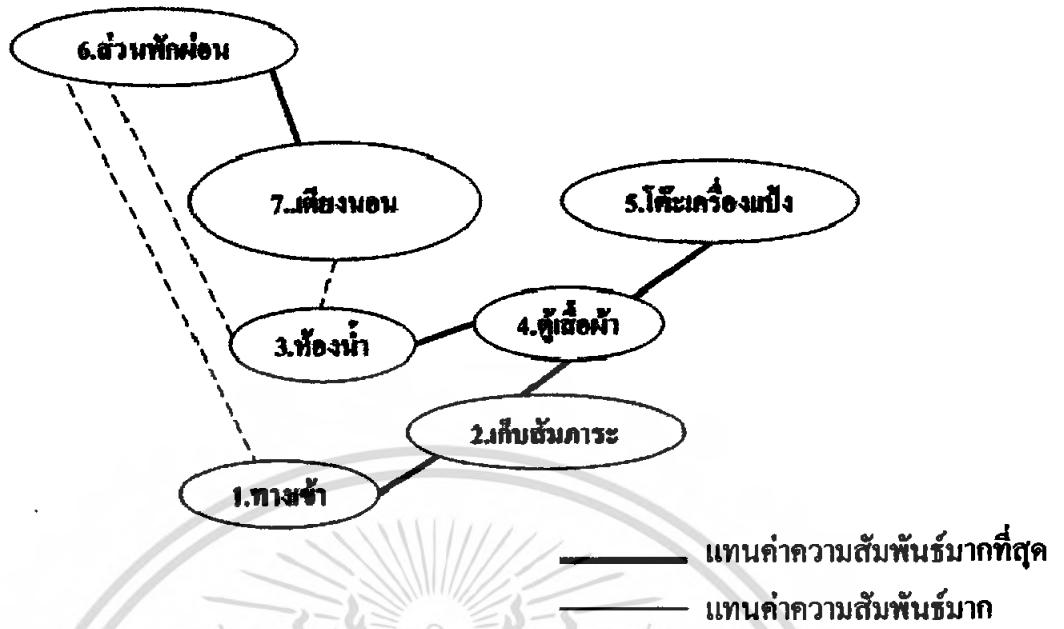 6.ส่วนพักผ่อน
7..เตียงนอน
5.โต๊ะเครื่องแป้ง
3.ห้องน้ำ
4.ตู้เสื้อผ้า
2.เก็บสัมภาระ
1.ทางเข้า
แทนค่าความสัมพันธ์มากที่สุด
แทนค่าความสัมพันธ์มาก